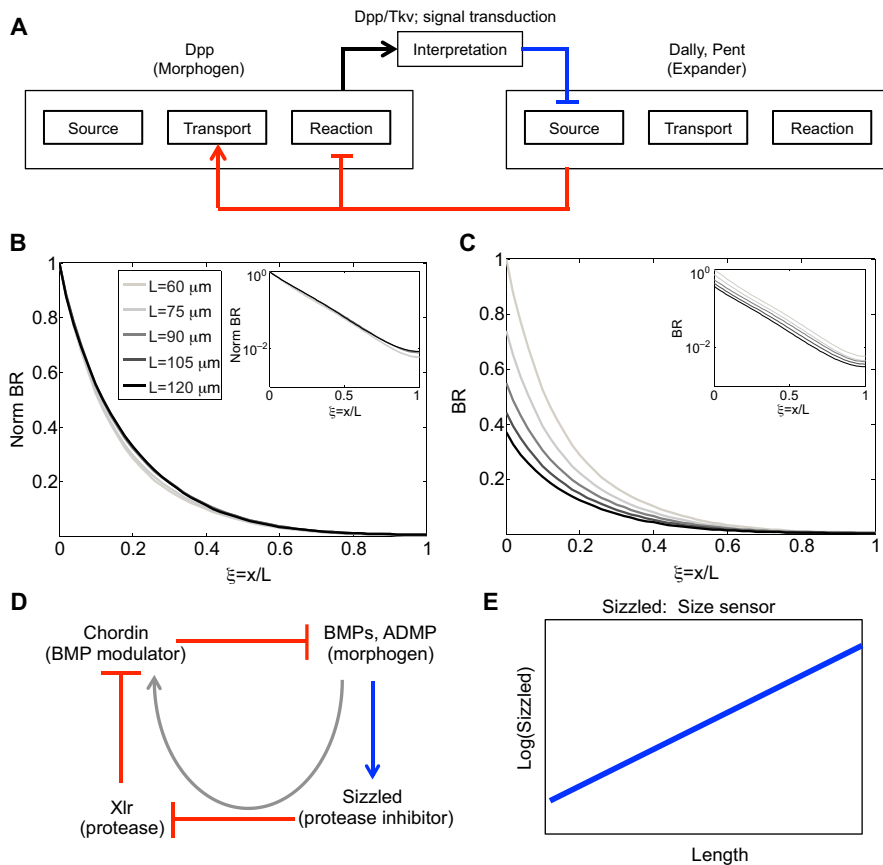 A
Dpp/Tkv; signal transduction
Dpp
(Morphogen)
Interpretation
Dally, Pent
(Expander)
Source
Transport
Reaction
Source
Transport
Reaction
B
Norm BR
1
0.8
0.6
0.4
0.2
0
0.2
0.4
0.6
0.8
1
ξ=x/L
L=60 μm
L=75 μm
L=90 μm
L=105 μm
L=120 μm
Norm BR
10^0
10^-2
0
0.5
1
ξ=x/L
C
BR
1
0.8
0.6
0.4
0.2
0
0.2
0.4
0.6
0.8
1
ξ=x/L
BR
10^0
10^-2
0
0.5
1
ξ=x/L
D
Chordin
(BMP modulator)
BMPs, ADMP
(morphogen)
Xlr
(protease)
Sizzled
(protease inhibitor)
E
Sizzled: Size sensor
Log(Sizzled)
Length